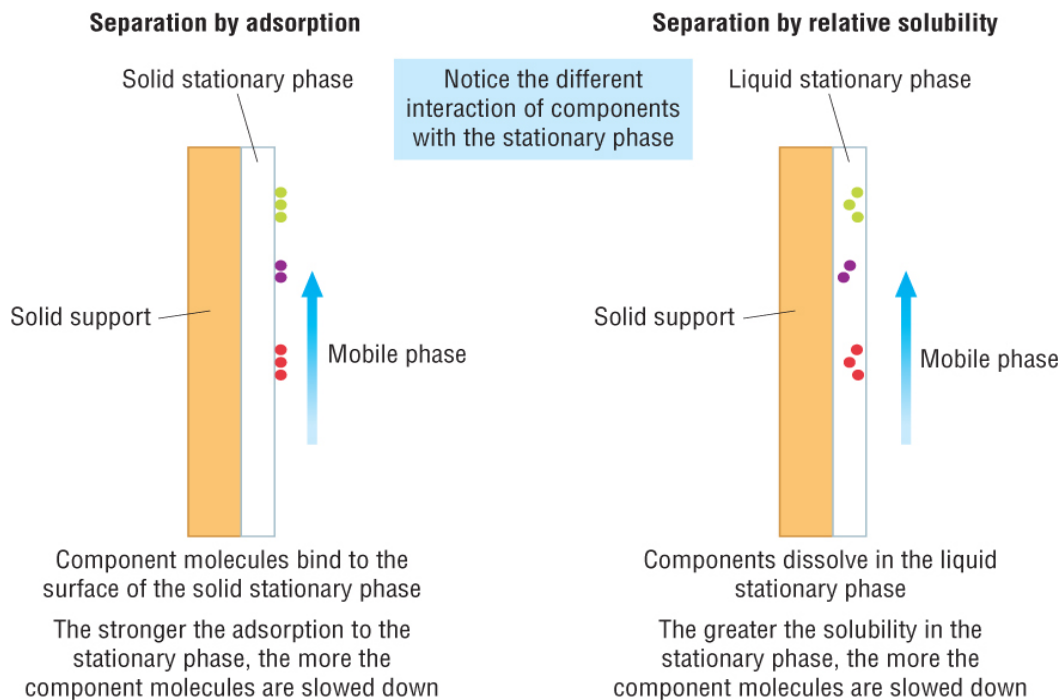 Separation by adsorption
Solid stationary phase
Solid support
Mobile phase
Component molecules bind to the
surface of the solid stationary phase
The stronger the adsorption to the
stationary phase, the more the
component molecules are slowed down
Notice the different
interaction of components
with the stationary phase
Separation by relative solubility
Liquid stationary phase
Solid support
Mobile phase
Components dissolve in the liquid
stationary phase
The greater the solubility in the
stationary phase, the more the
component molecules are slowed down